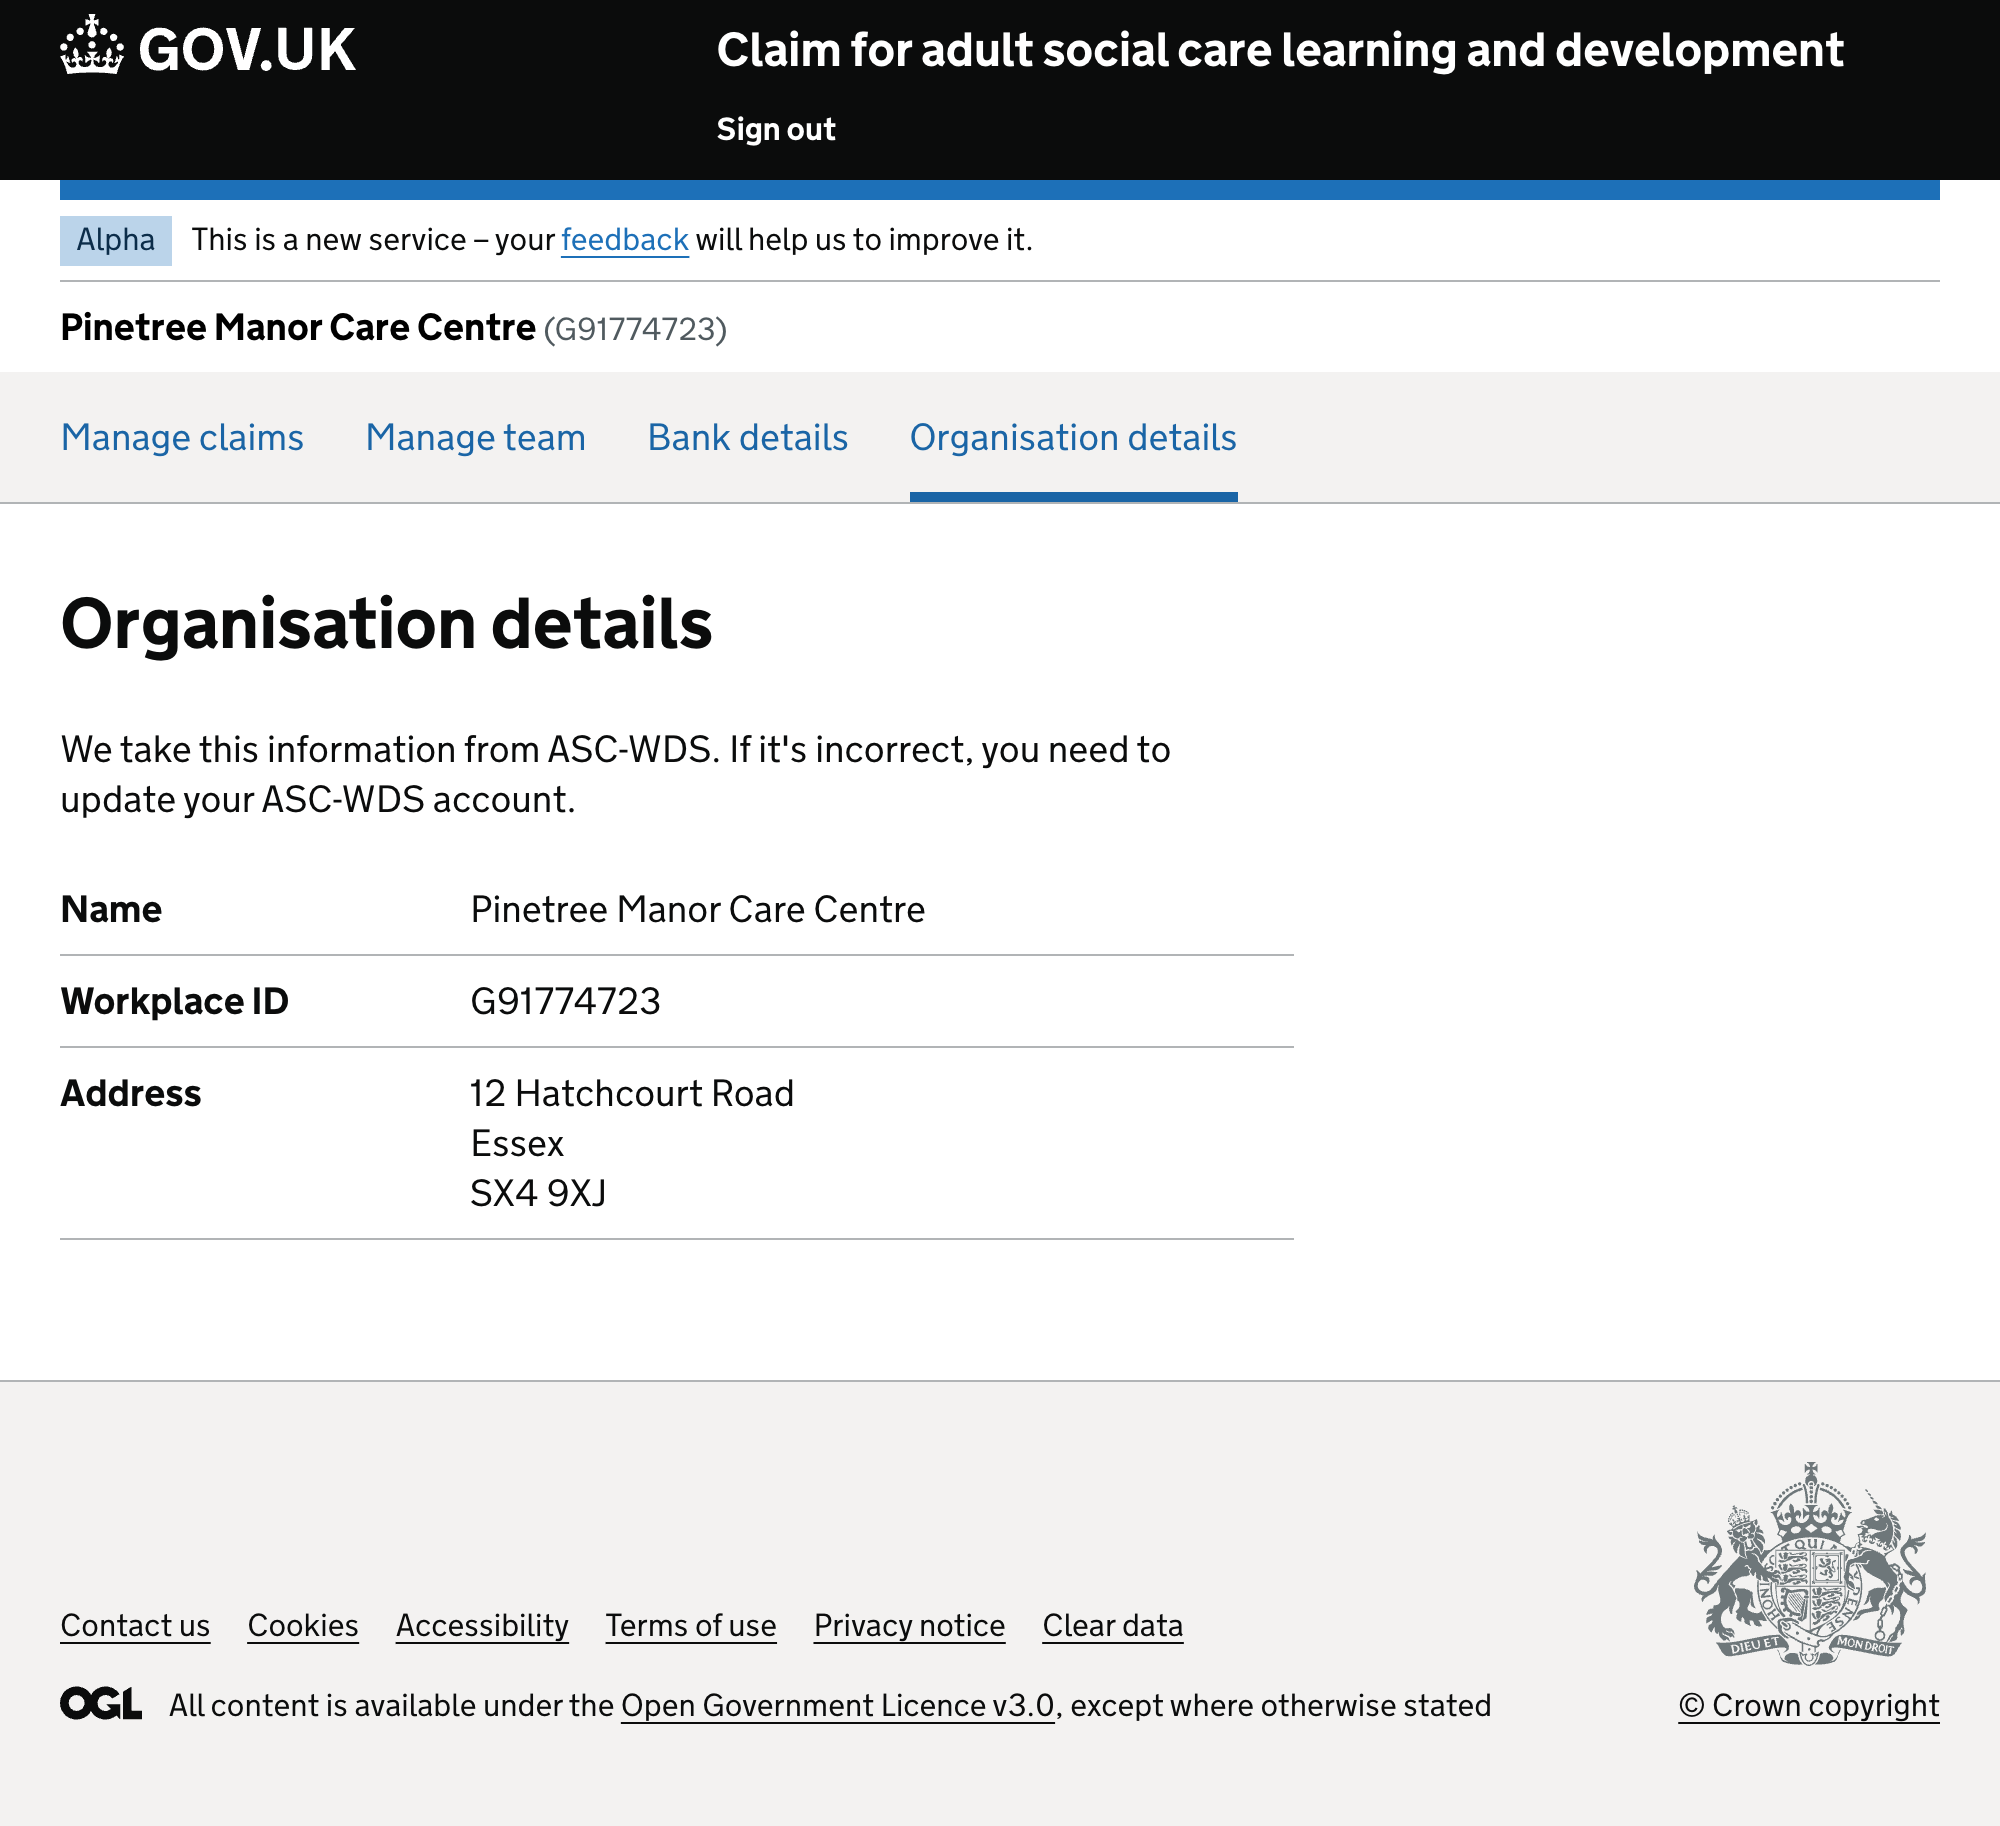 GOV.UK
Claim for adult social care learning and development
Sign out
Alpha This is a new service – your feedback will help us to improve it.
Pinetree Manor Care Centre (G91774723)
Manage claims Manage team Bank details Organisation details
Organisation details
We take this information from ASC-WDS. If it's incorrect, you need to
update your ASC-WDS account.
Name Pinetree Manor Care Centre
Workplace ID G91774723
Address 12 Hatchcourt Road
Essex
SX4 9XJ
QUI
HONI
DIEU ET MON DROIT
Contact us Cookies Accessibility Terms of use Privacy notice Clear data
OGL All content is available under the Open Government Licence v3.0, except where otherwise stated
© Crown copyright